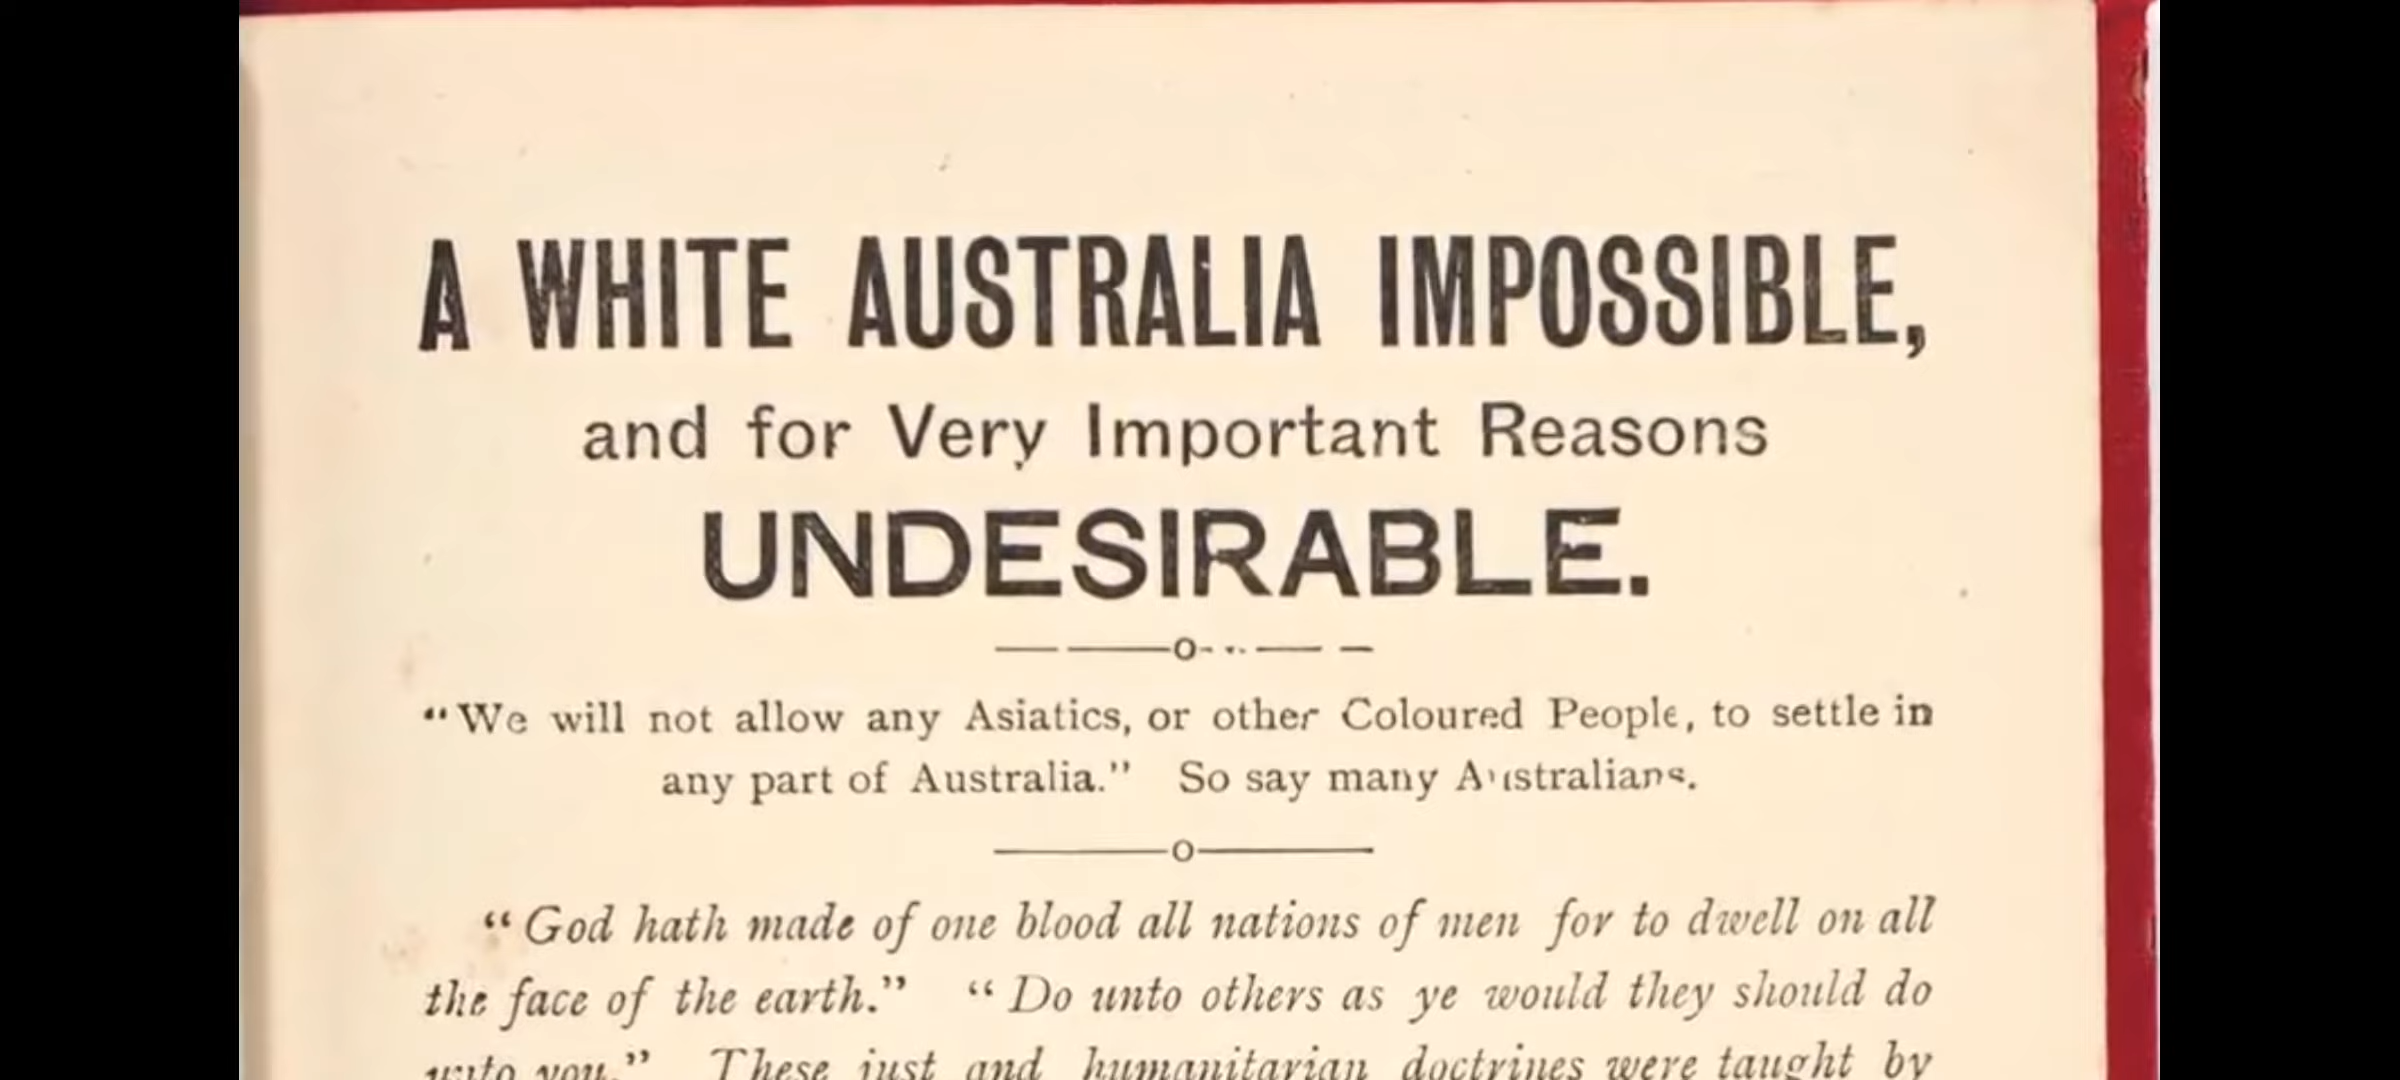 A WHITE AUSTRALIA IMPOSSIBLE,
and for Very Important Reasons
UNDESIRABLE.
"We will not allow any Asiatics, or other Coloured People, to settle in
any part of Australia." So say many Australians.
"God hath made of one blood all nations of men for to dwell on all
the face of the earth." "Do unto others as ye would they should do
unto you." These just and humanitarian doctrines were taught by